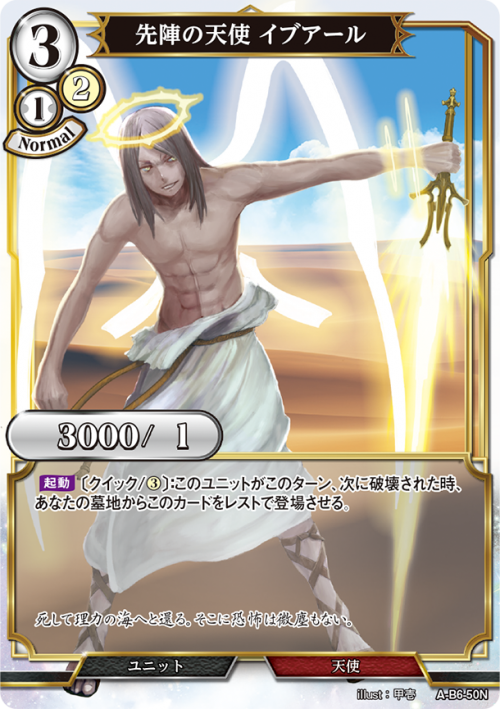 先陣の天使 イブアール
3
1
2
Normal
3000/ 1
起動 〔クイック/③〕:このユニットがこのターン、次に破壊された時、
あなたの墓地からこのカードをレストで登場させる。
死して理力の海へと還る。そこに恐怖は微塵もない。
ユニット
天使
illust:甲壱
A-B6-50N